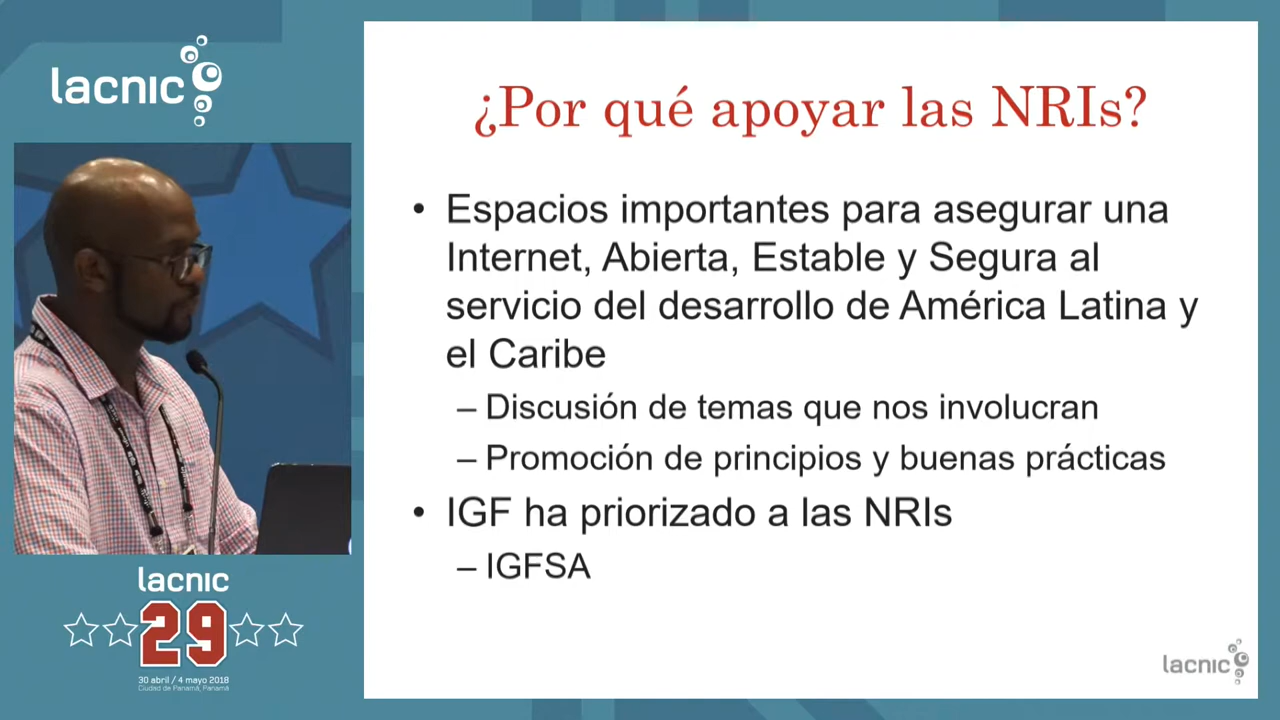 lacnic
¿Por qué apoyar las NRIs?
• Espacios importantes para asegurar una
Internet, Abierta, Estable y Segura al
servicio del desarrollo de América Latina y
el Caribe
– Discusión de temas que nos involucran
– Promoción de principios y buenas prácticas
• IGF ha priorizado a las NRIs
– IGFSA
lacnic
29
30 abril / 4 mayo 2018
Ciudad de Panamá, Panamá
lacnic